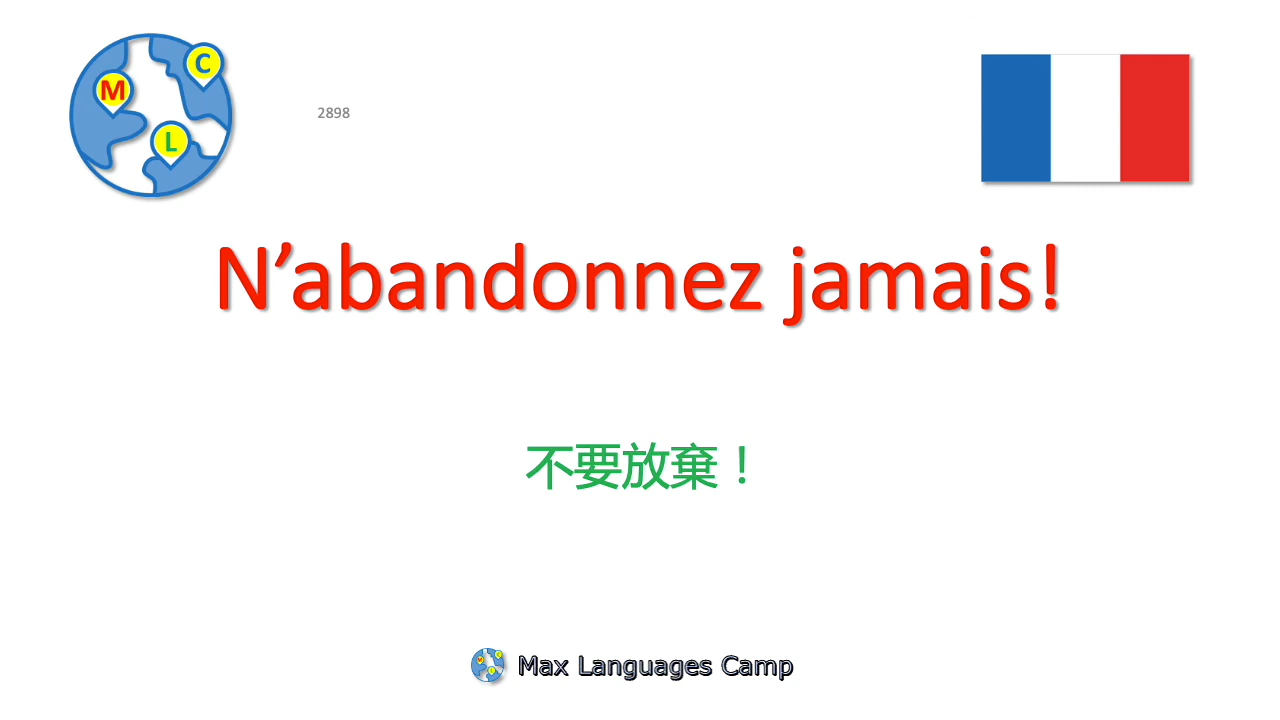 M
C
L
2898
N’abandonnez jamais!
不要放棄！
Max Languages Camp